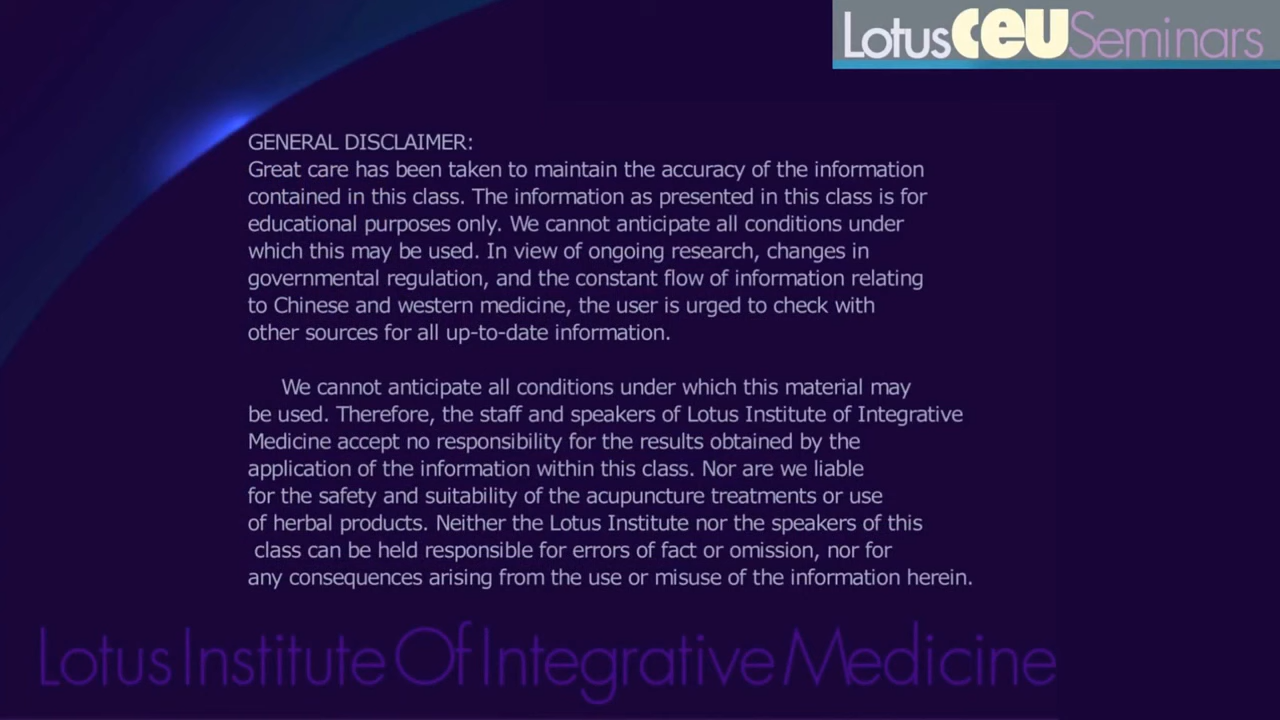 Lotus CEU Seminars
GENERAL DISCLAIMER:
Great care has been taken to maintain the accuracy of the information
contained in this class. The information as presented in this class is for
educational purposes only. We cannot anticipate all conditions under
which this may be used. In view of ongoing research, changes in
governmental regulation, and the constant flow of information relating
to Chinese and western medicine, the user is urged to check with
other sources for all up-to-date information.
We cannot anticipate all conditions under which this material may
be used. Therefore, the staff and speakers of Lotus Institute of Integrative
Medicine accept no responsibility for the results obtained by the
application of the information within this class. Nor are we liable
for the safety and suitability of the acupuncture treatments or use
of herbal products. Neither the Lotus Institute nor the speakers of this
class can be held responsible for errors of fact or omission, nor for
any consequences arising from the use or misuse of the information herein.
Lotus Institute Of Integrative Medicine